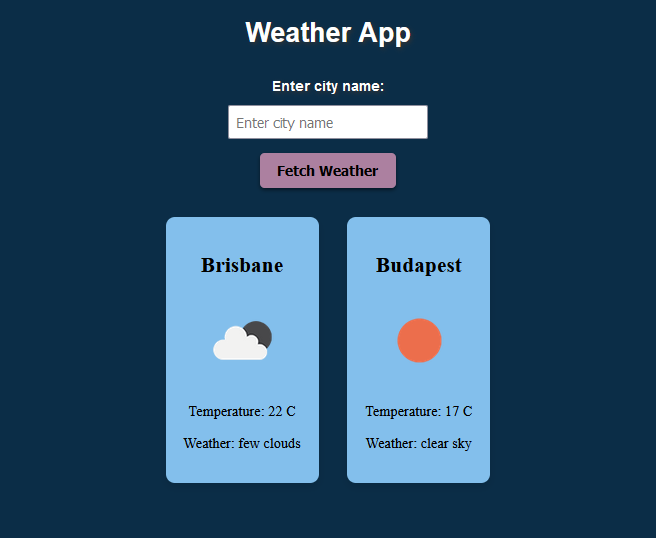 Weather App
Enter city name:
Enter city name
Fetch Weather
Brisbane
Temperature: 22 C
Weather: few clouds
Budapest
Temperature: 17 C
Weather: clear sky